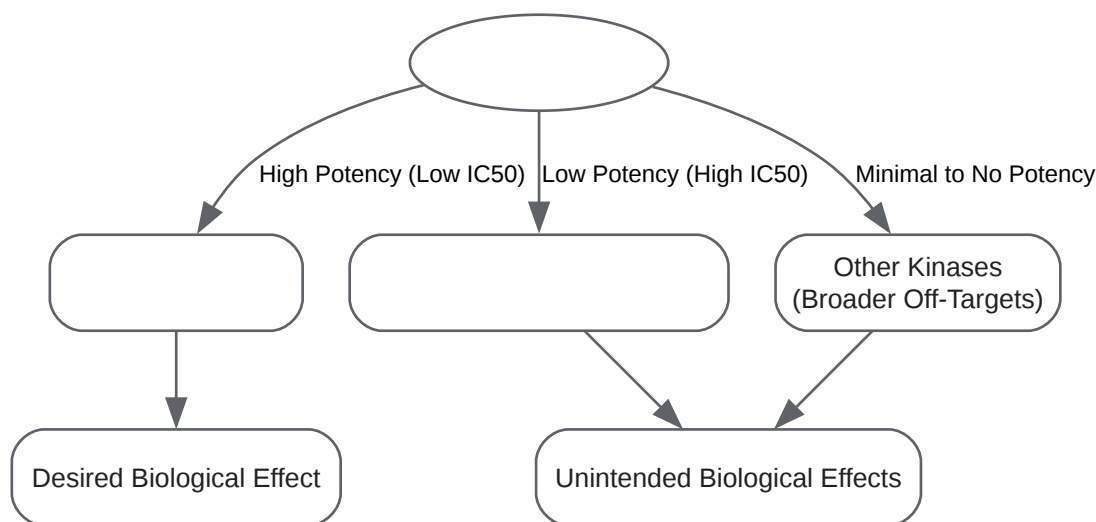 High Potency (Low IC50)
Low Potency (High IC50)
Minimal to No Potency
Other Kinases
(Broader Off-Targets)
Desired Biological Effect
Unintended Biological Effects